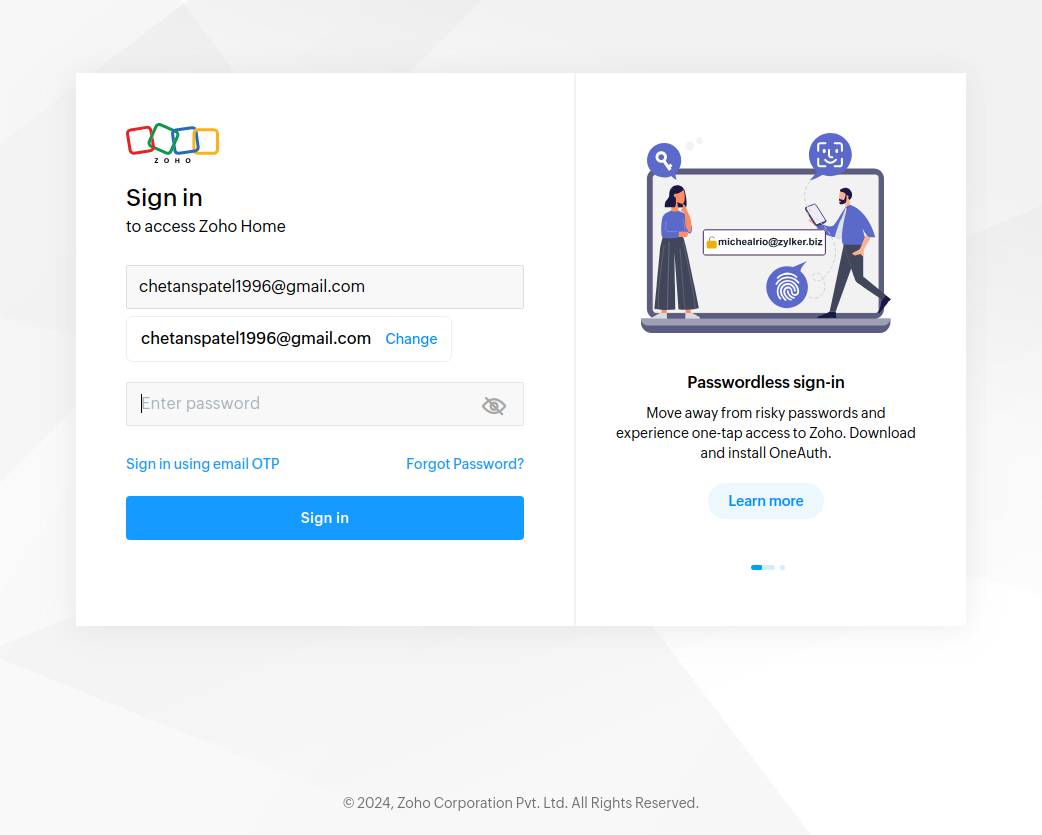 ZOHO
Sign in
to access Zoho Home
chetanspatel1996@gmail.com
chetanspatel1996@gmail.com Change
Enter password
Sign in using email OTP Forgot Password?
Sign in
michealrio@zylker.biz
Passwordless sign-in
Move away from risky passwords and
experience one-tap access to Zoho. Download
and install OneAuth.
Learn more
© 2024, Zoho Corporation Pvt. Ltd. All Rights Reserved.